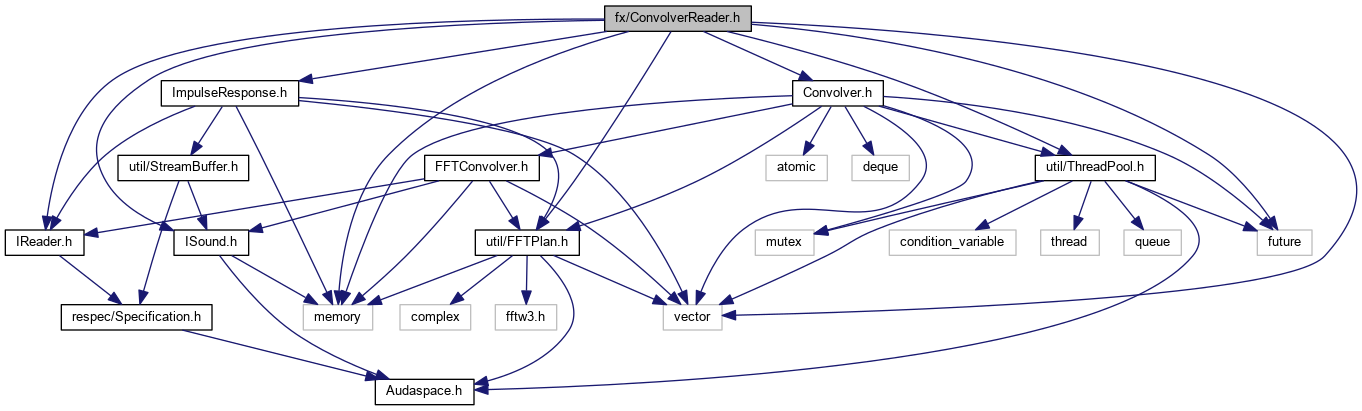 fx/ConvolverReader.h
ImpulseResponse.h
Convolver.h
util/StreamBuffer.h
FFTConvolver.h
atomic
deque
util/ThreadPool.h
IReader.h
ISound.h
util/FFTPlan.h
mutex
condition_variable
thread
queue
future
respec/Specification.h
memory
complex
fftw3.h
vector
Audaspace.h